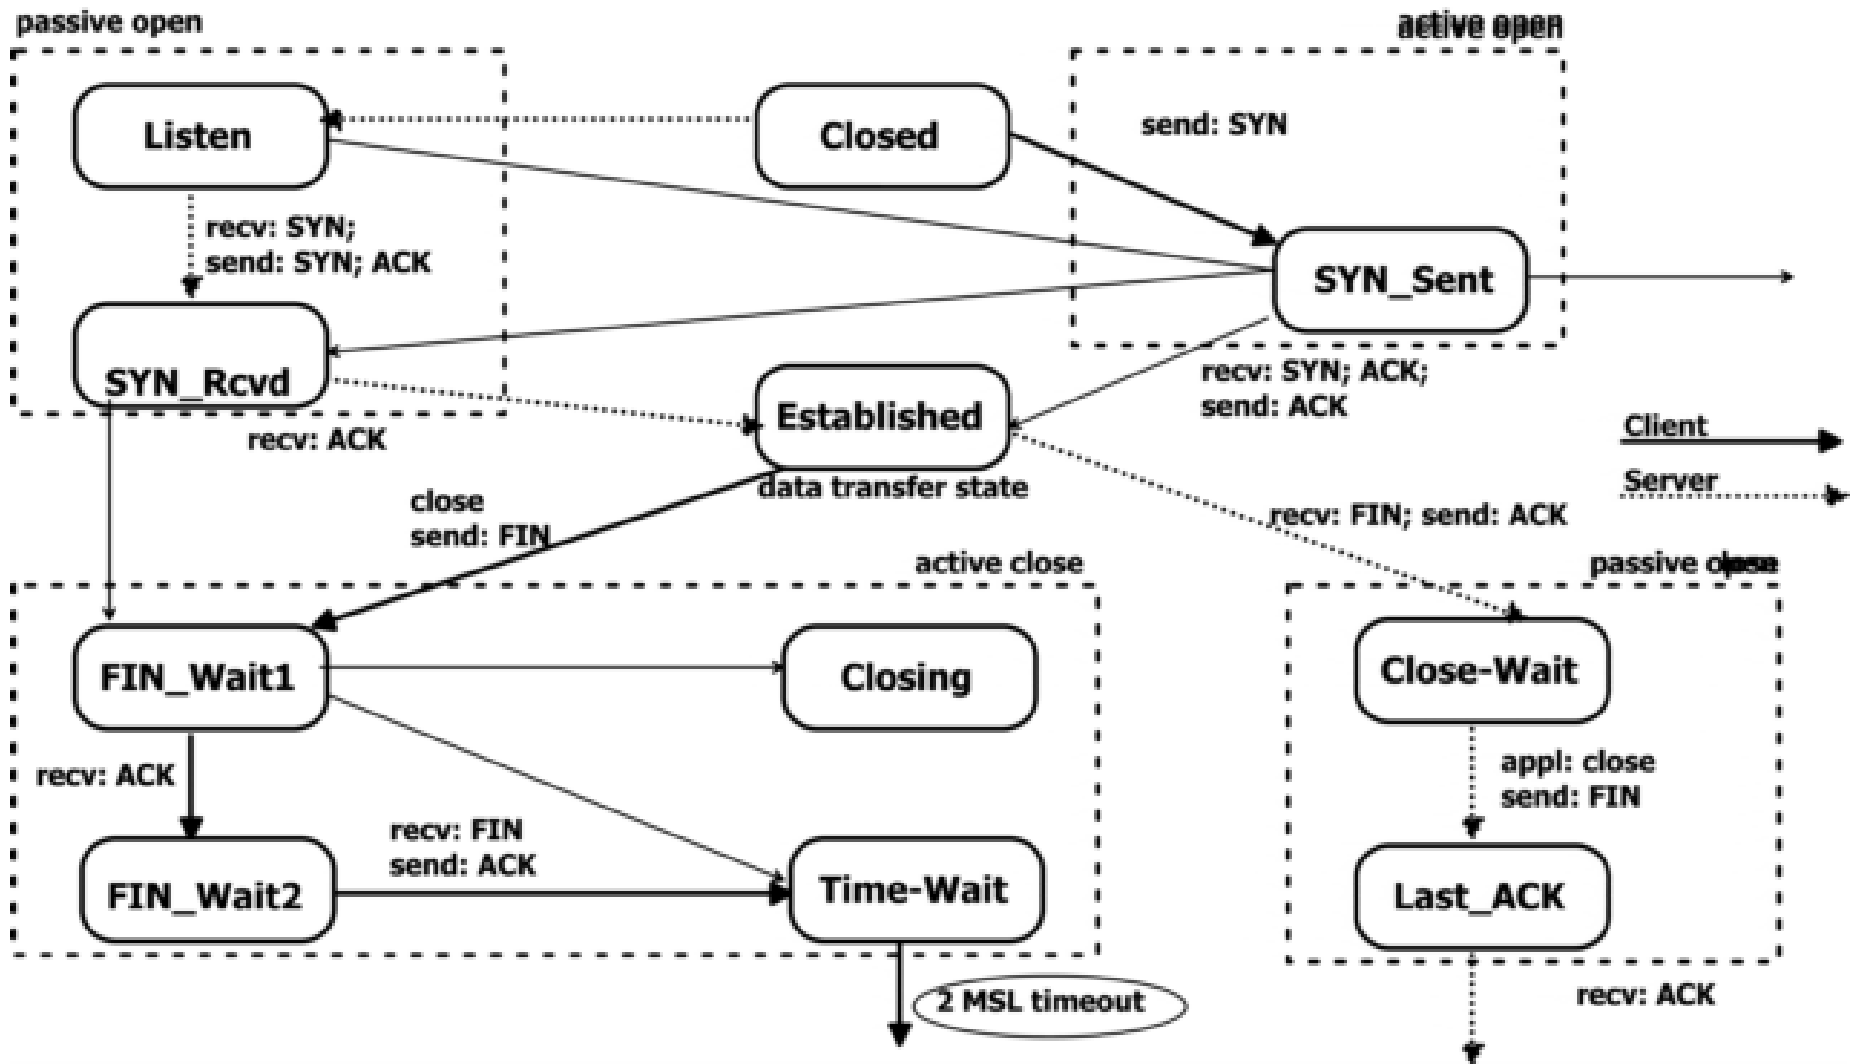 passive open
active open
Listen
Closed
send: SYN
recv: SYN;
send: SYN; ACK
SYN_Sent
SYN_Rcvd
recv: SYN; ACK;
send: ACK
Established
recv: ACK
Client
data transfer state
Server
close
send: FIN
recv: FIN; send: ACK
active close
passive close
FIN_Wait1
Closing
Close-Wait
recv: ACK
appl: close
send: FIN
recv: FIN
send: ACK
FIN_Wait2
Time-Wait
Last_ACK
2 MSL timeout
recv: ACK